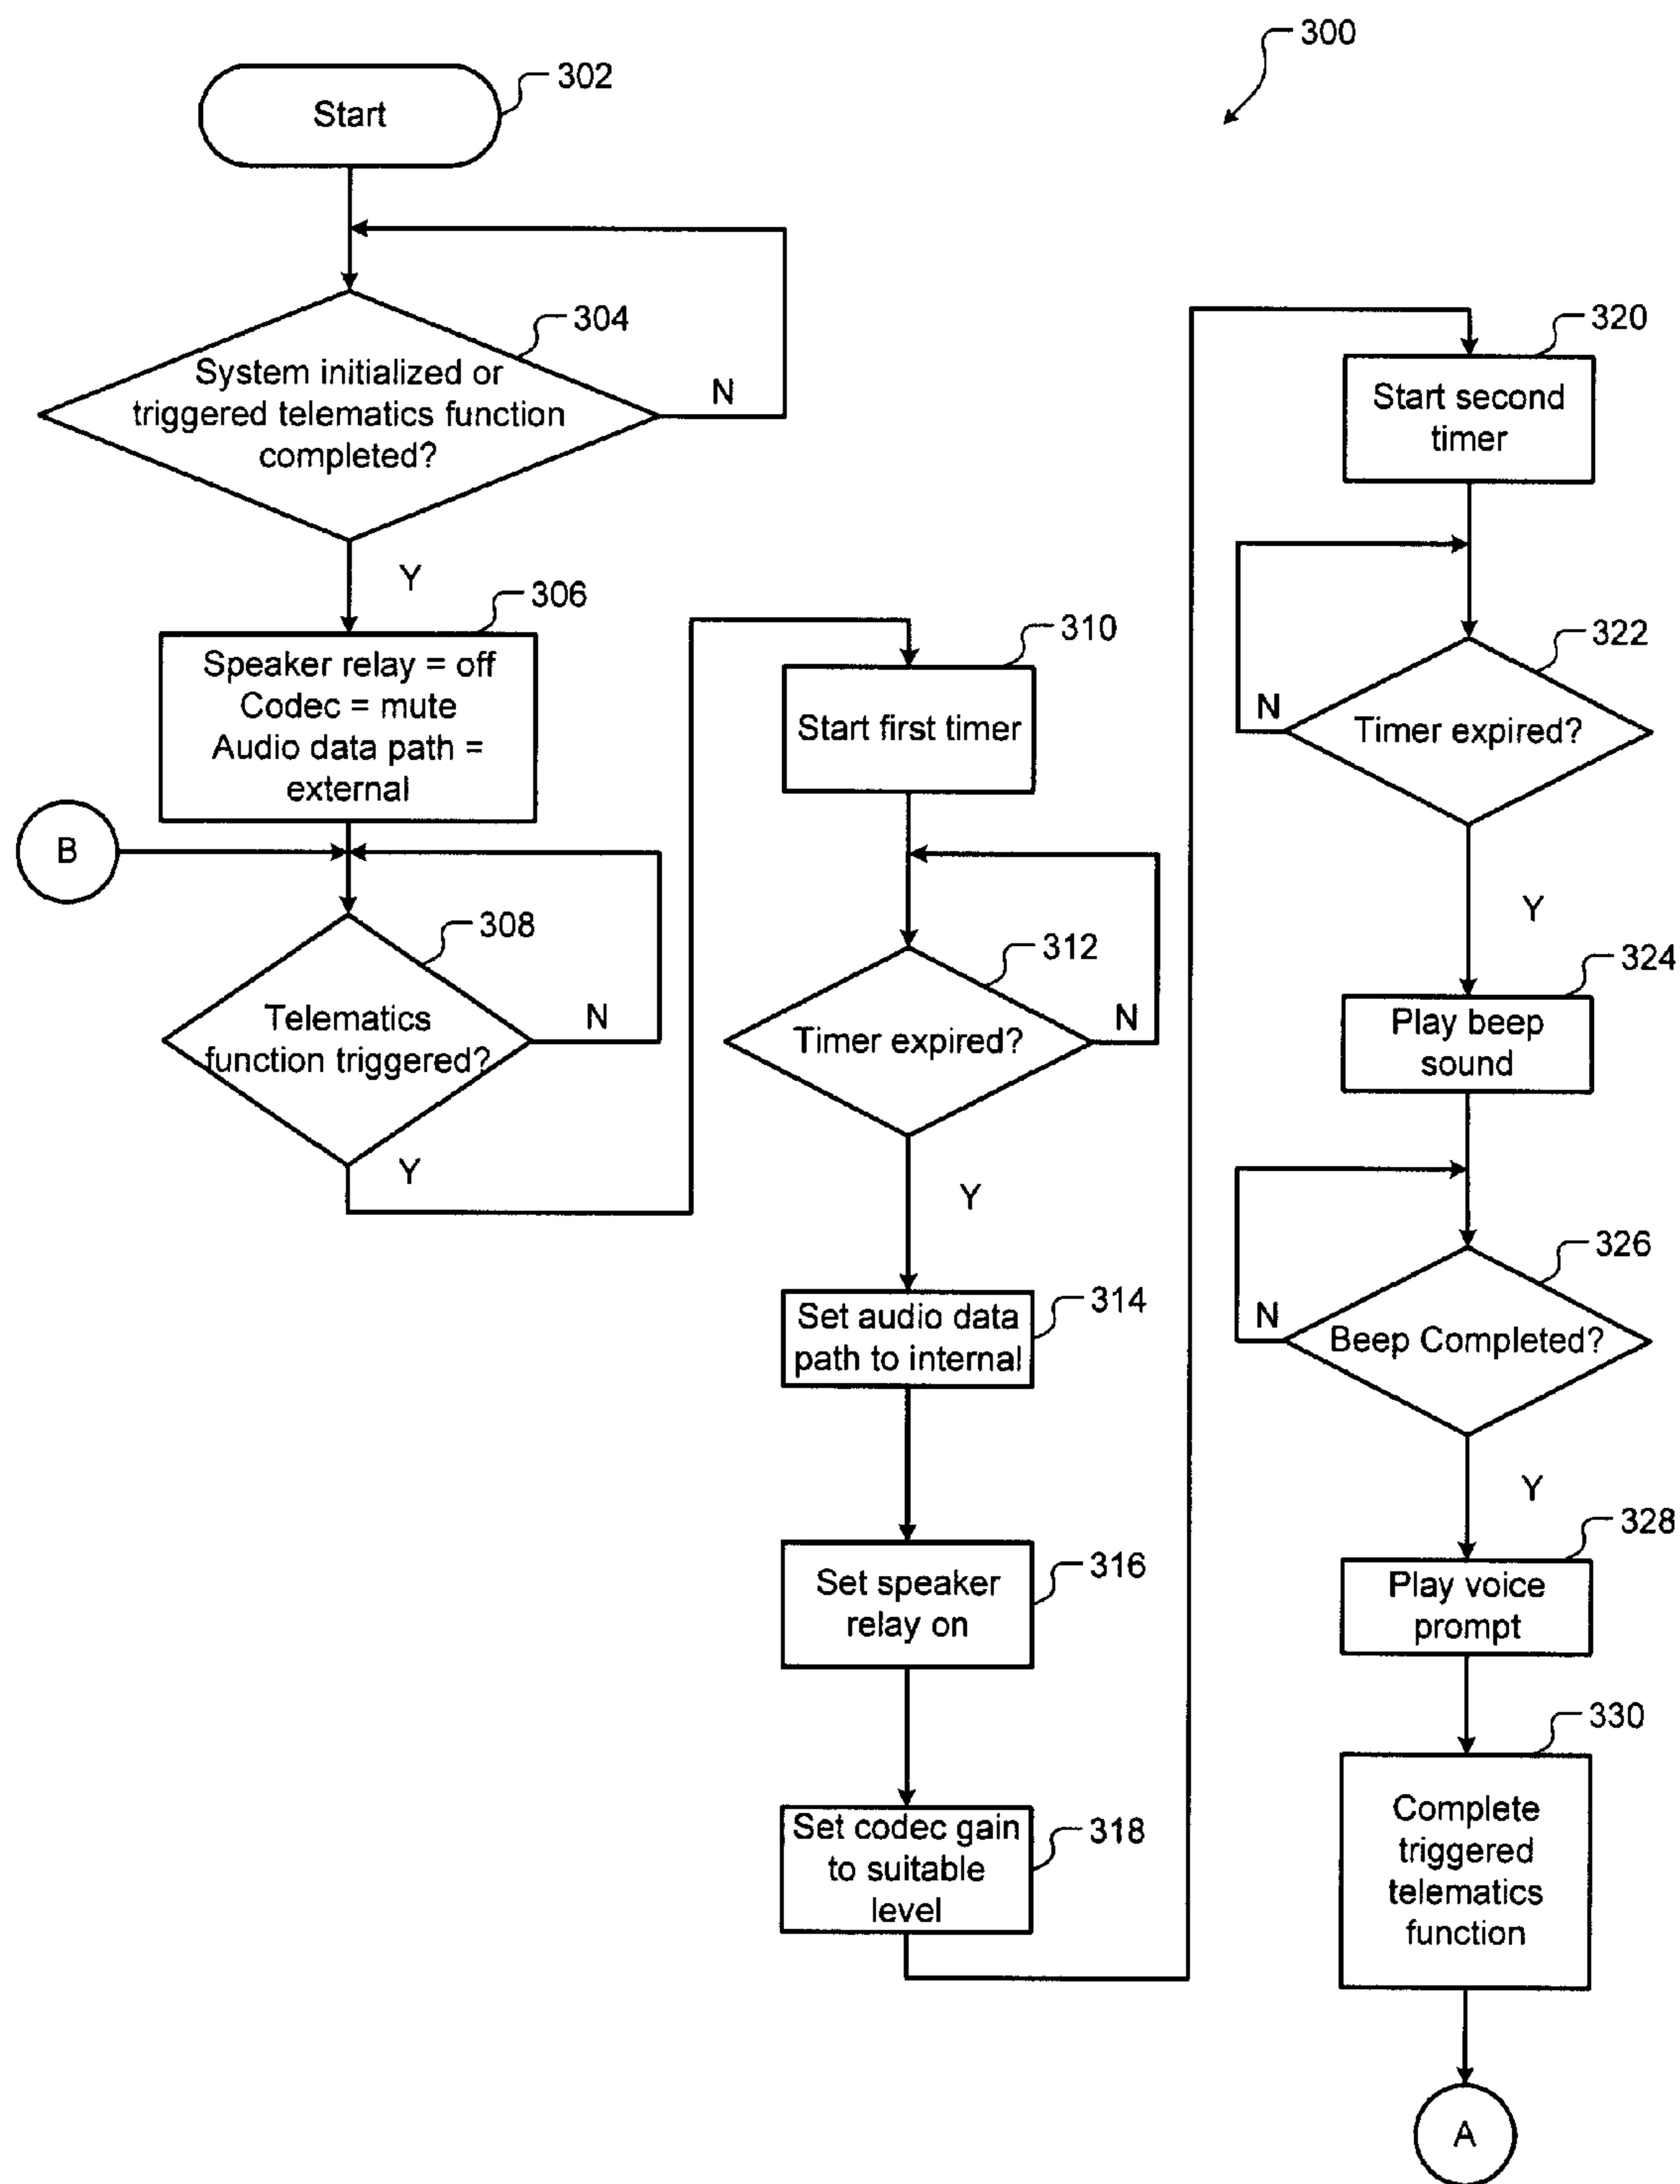 300
Start
302
304
System initialized or
triggered telematics function
completed?
N
Y
306
Speaker relay = off
Codec = mute
Audio data path =
external
B
308
Telematics
function triggered?
N
Y
310
Start first timer
312
Timer expired?
N
Y
314
Set audio data
path to internal
316
Set speaker
relay on
318
Set codec gain
to suitable
level
320
Start second
timer
322
Timer expired?
N
Y
324
Play beep
sound
326
Beep Completed?
N
Y
328
Play voice
prompt
330
Complete
triggered
telematics
function
A